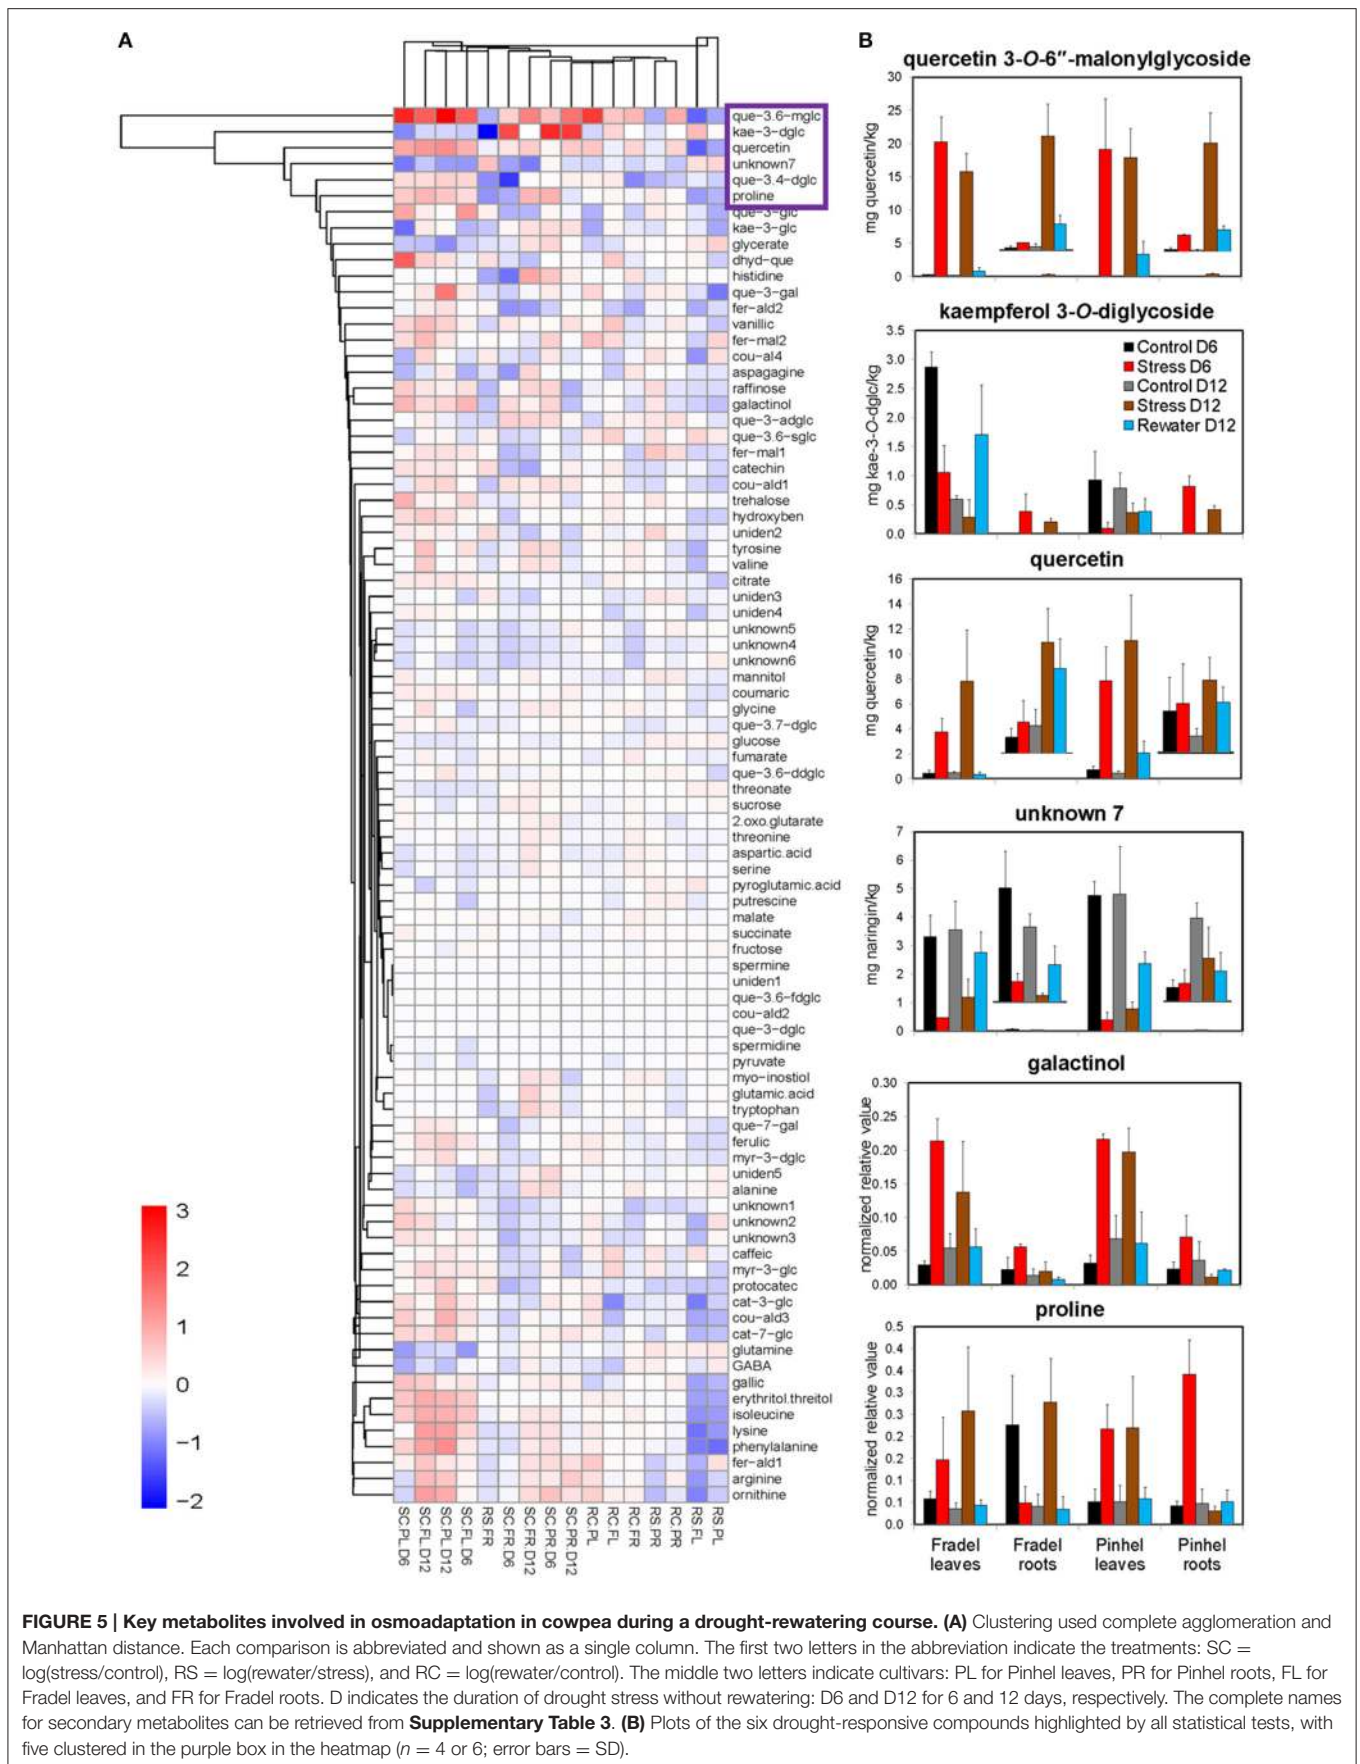 A
que-3.6-mglc
kae-3-dglc
quercetin
unknown7
que-3.4-dglc
proline
que-3-glc
kae-3-glc
glycerate
dhyd-que
histidine
que-3-gal
fer-ald2
vanillic
fer-mal2
cou-al4
aspagagine
raffinose
galactinol
que-3-adglc
que-3.6-sglc
fer-mal1
catechin
cou-ald1
trehalose
hydroxyben
uniden2
tyrosine
valine
citrate
uniden3
uniden4
unknown5
unknown4
unknown6
mannitol
coumaric
glycine
que-3.7-dglc
glucose
fumarate
que-3.6-ddglc
threonate
sucrose
2.oxo.glutarate
threonine
aspartic.acid
serine
pyroglutamic.acid
putrescine
malate
succinate
fructose
spermine
uniden1
que-3.6-fdglc
cou-ald2
que-3-dglc
spermidine
pyruvate
myo-inostiol
glutamic.acid
tryptophan
que-7-gal
ferulic
myr-3-dglc
uniden5
alanine
unknown1
unknown2
unknown3
caffeic
myr-3-glc
protocatec
cat-3-glc
cou-ald3
cat-7-glc
glutamine
GABA
gallic
erythritol.threitol
isoleucine
lysine
phenylalanine
fer-ald1
arginine
ornithine
3
2
1
0
−1
−2
SC.PL.D6
SC.FL.D12
SC.PL.D12
SC.FL.D6
RS.FR
SC.FR.D6
SC.FR.D12
SC.PR.D6
SC.PR.D12
RC.PL
RC.FL
RC.FR
RS.PR
RC.PR
RS.FL
RS.PL
B
quercetin 3-O-6″-malonylglycoside
mg quercetin/kg
30
25
20
15
10
5
0
kaempferol 3-O-diglycoside
mg kae-3-O-dglc/kg
3.5
3.0
2.5
2.0
1.5
1.0
0.5
0.0
Control D6
Stress D6
Control D12
Stress D12
Rewater D12
quercetin
mg quercetin/kg
16
14
12
10
8
6
4
2
0
unknown 7
mg naringin/kg
7
6
5
4
3
2
1
0
galactinol
normalized relative value
0.30
0.25
0.20
0.15
0.10
0.05
0.00
proline
normalized relative value
0.5
0.4
0.4
0.3
0.3
0.2
0.2
0.1
0.1
0.0
Fradel leaves
Fradel roots
Pinhel leaves
Pinhel roots
FIGURE 5 | Key metabolites involved in osmoadaptation in cowpea during a drought-rewatering course. (A) Clustering used complete agglomeration and
Manhattan distance. Each comparison is abbreviated and shown as a single column. The first two letters in the abbreviation indicate the treatments: SC =
log(stress/control), RS = log(rewater/stress), and RC = log(rewater/control). The middle two letters indicate cultivars: PL for Pinhel leaves, PR for Pinhel roots, FL for
Fradel leaves, and FR for Fradel roots. D indicates the duration of drought stress without rewatering: D6 and D12 for 6 and 12 days, respectively. The complete names
for secondary metabolites can be retrieved from Supplementary Table 3. (B) Plots of the six drought-responsive compounds highlighted by all statistical tests, with
five clustered in the purple box in the heatmap (n = 4 or 6; error bars = SD).